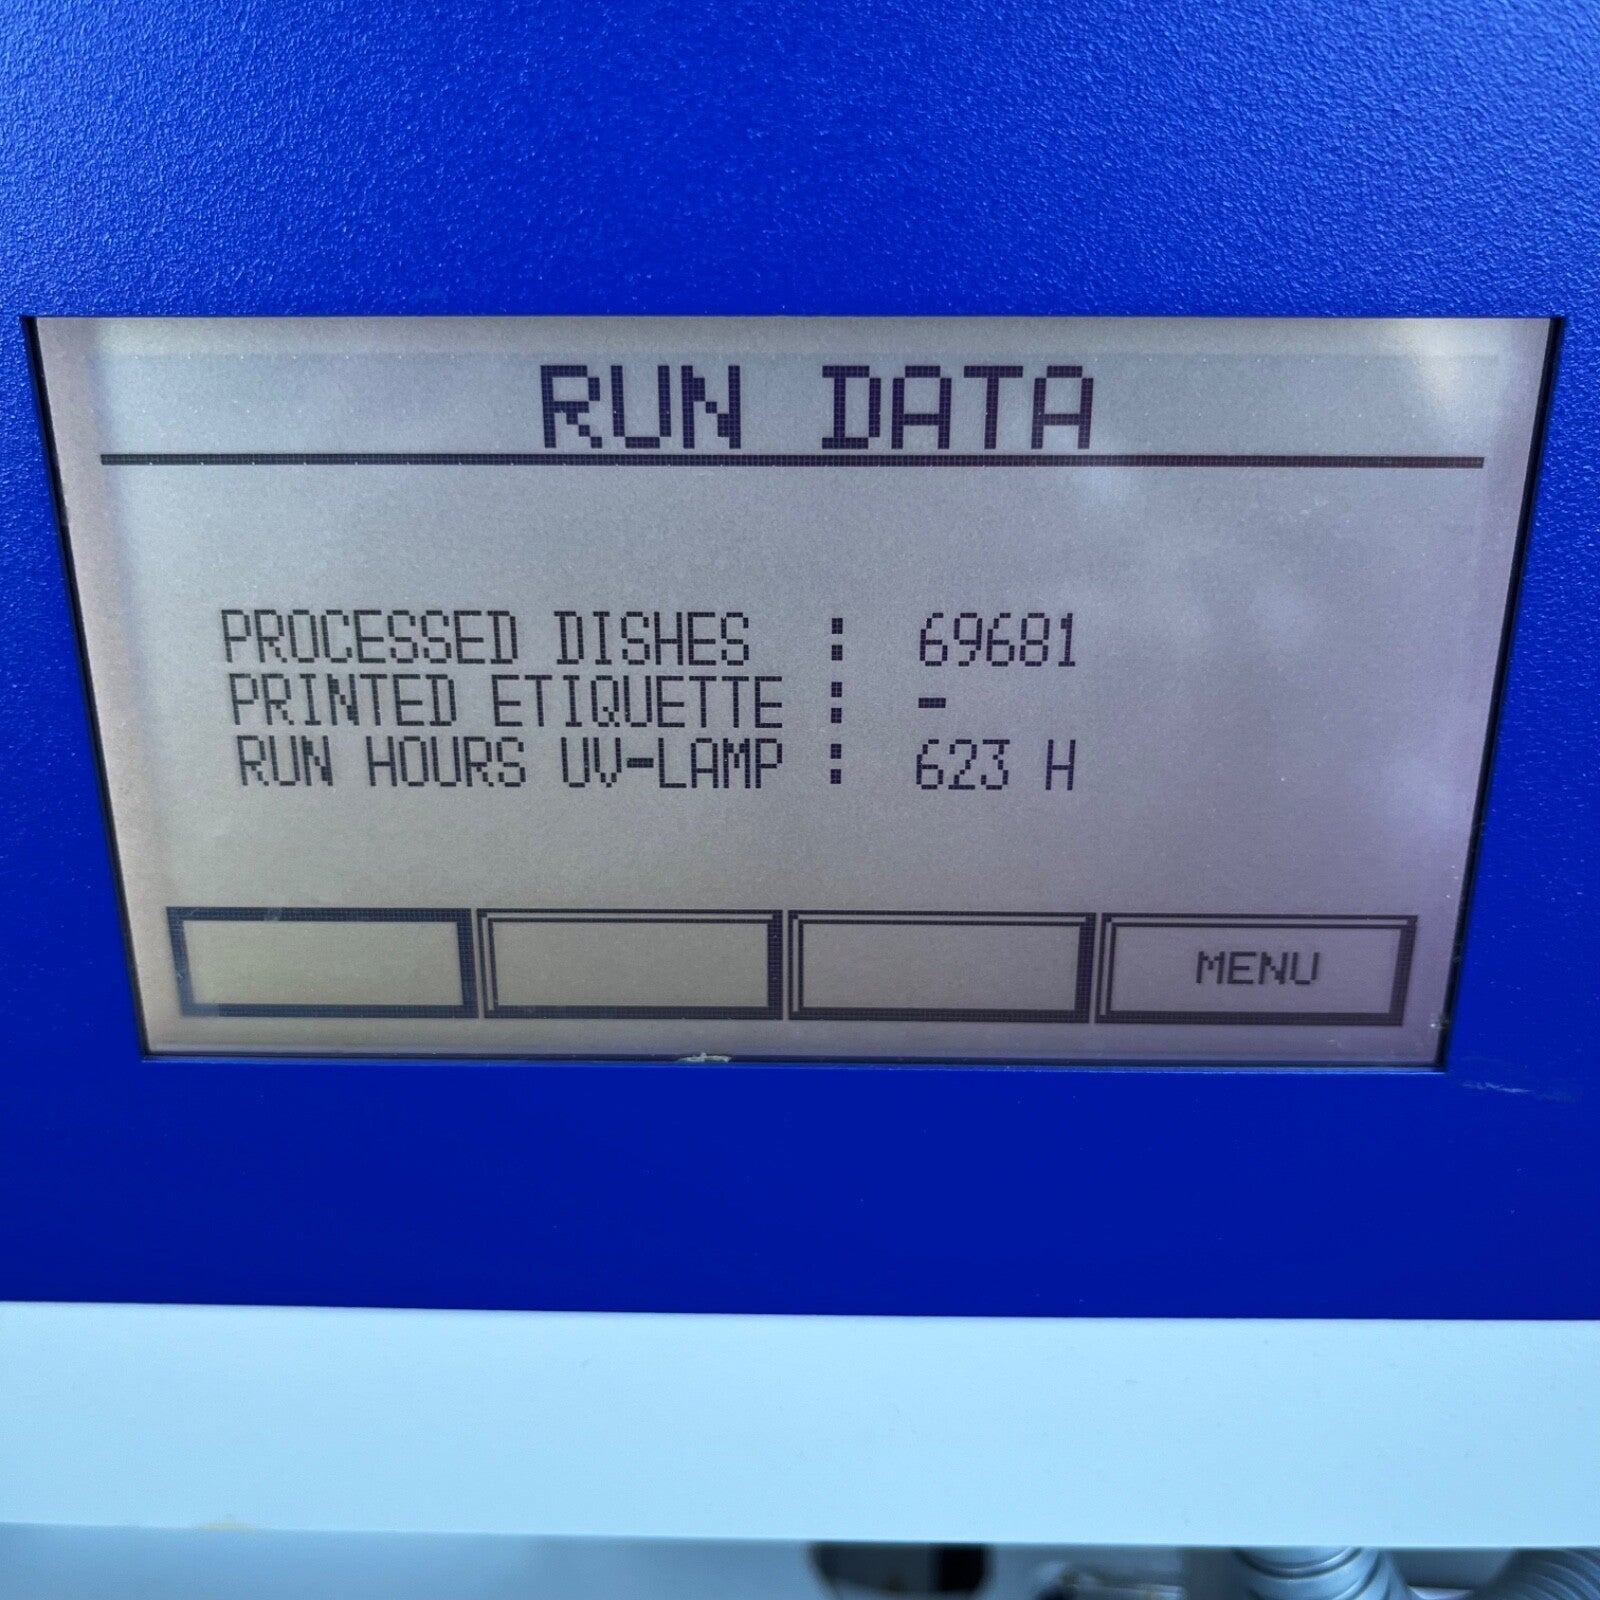 RUN DATA
PROCESSED DISHES : 69681
PRINTED ETIQUETTE : -
RUN HOURS UV-LAMP : 623 H
MENU